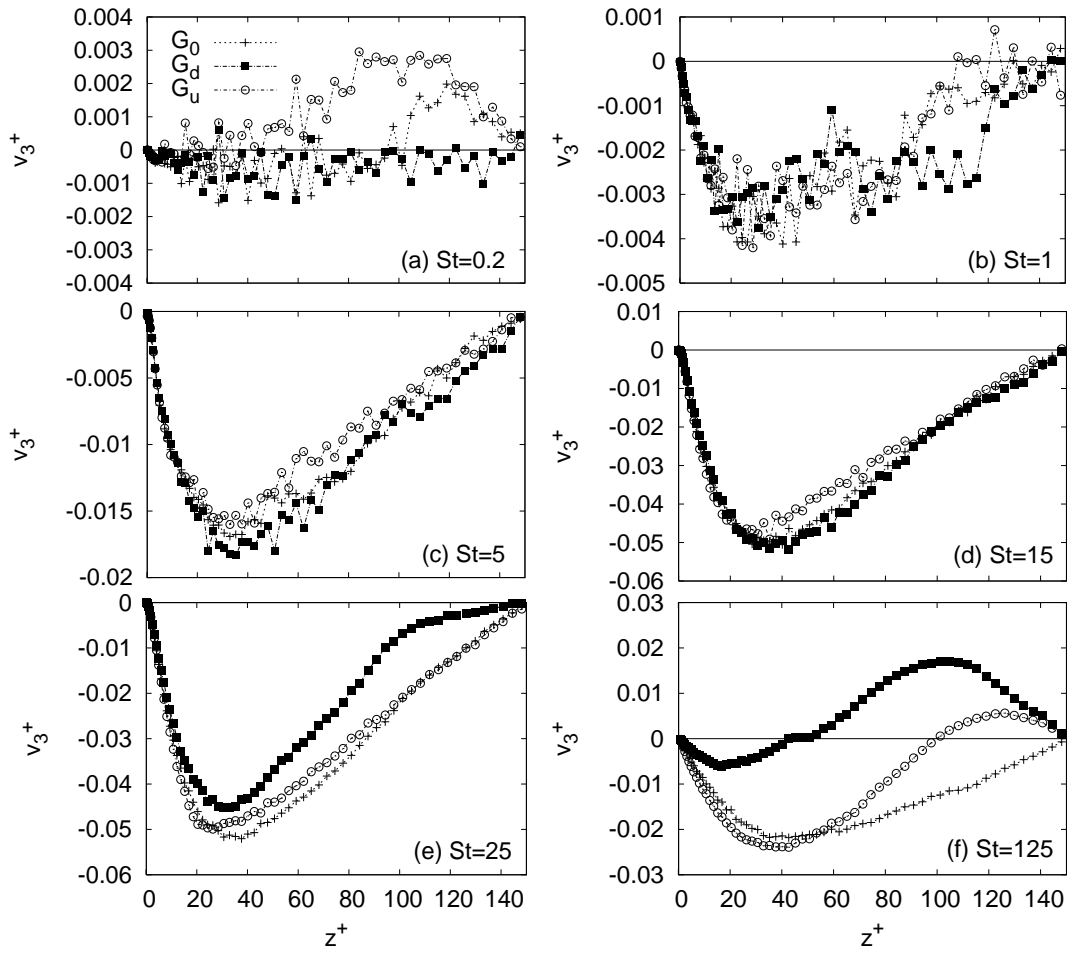 0.004
0.003
0.002
0.001
0
-0.001
-0.002
-0.003
-0.004
v3+
G0
Gd
Gu
(a) St=0.2
0.001
0
-0.001
-0.002
-0.003
-0.004
-0.005
v3+
(b) St=1
0
-0.005
-0.01
-0.015
-0.02
v3+
(c) St=5
0.01
0
-0.01
-0.02
-0.03
-0.04
-0.05
-0.06
v3+
(d) St=15
0
-0.01
-0.02
-0.03
-0.04
-0.05
-0.06
v3+
(e) St=25
0 20 40 60 80 100 120 140
z+
0.03
0.02
0.01
0
-0.01
-0.02
-0.03
v3+
(f) St=125
0 20 40 60 80 100 120 140
z+